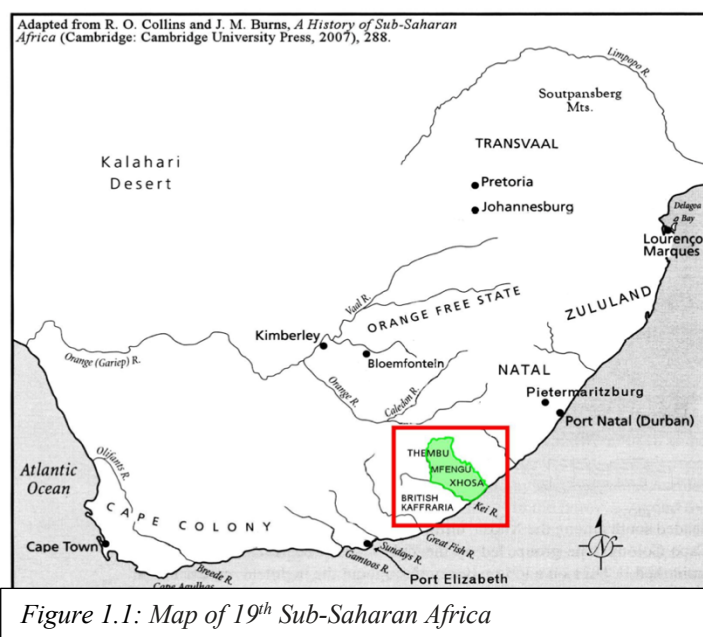 Adapted from R. O. Collins and J. M. Burns, A History of Sub-Saharan
Africa (Cambridge: Cambridge University Press, 2007), 288.
Limpopo R.
Soutpansberg
Mts.
TRANSVAAL
Kalahari
Desert
Pretoria
Johannesburg
Delagoa
Bay
Lourenço
Marques
Vaal R.
ORANGE FREE STATE
ZULULAND
Kimberley
Orange (Gariep) R.
Bloemfontein
NATAL
Orange R.
Caledon R.
Pietermaritzburg
Port Natal (Durban)
THEMBU
MFENGU
XHOSA
Atlantic
Ocean
Olifants R.
BRITISH
KAFFRARIA
Kei R.
CAPE COLONY
Great Fish R.
Cape Town
Sundays R.
Gamtoos R.
Breede R.
N
Port Elizabeth
Cape Agulhas
Figure 1.1: Map of 19th Sub-Saharan Africa